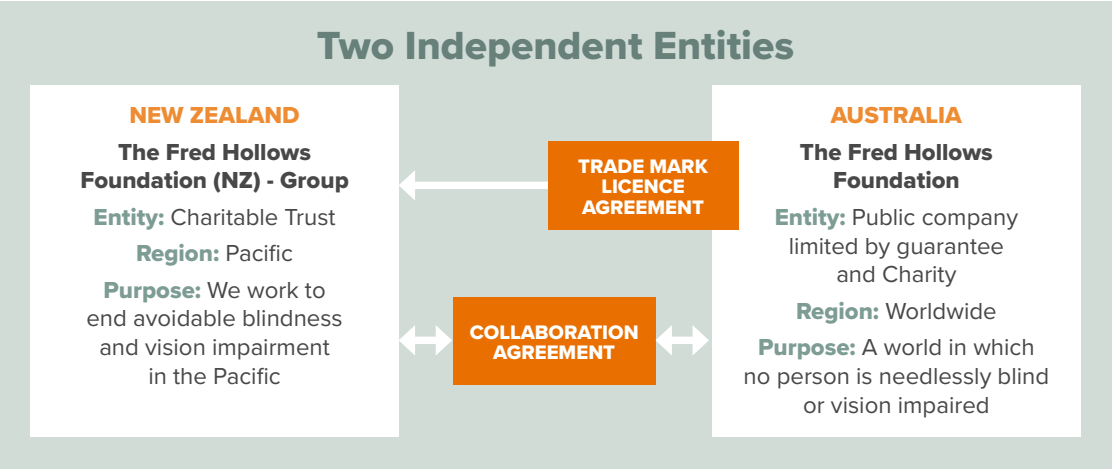 Two Independent Entities
NEW ZEALAND
The Fred Hollows
Foundation (NZ) - Group
Entity: Charitable Trust
Region: Pacific
Purpose: We work to
end avoidable blindness
and vision impairment
in the Pacific
TRADE MARK
LICENCE
AGREEMENT
COLLABORATION
AGREEMENT
AUSTRALIA
The Fred Hollows
Foundation
Entity: Public company
limited by guarantee
and Charity
Region: Worldwide
Purpose: A world in which
no person is needlessly blind
or vision impaired